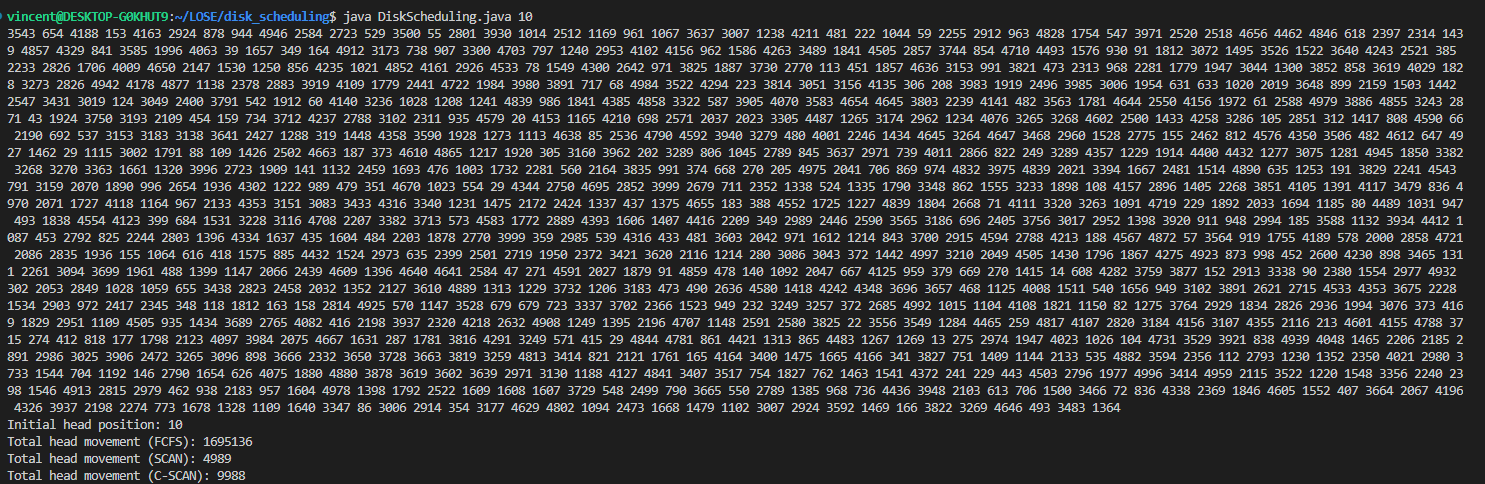 vincent@DESKTOP-G0KHUT9:~/LOSE/disk_scheduling$ java DiskScheduling.java 10
3543 654 4188 153 4163 2924 878 944 4946 2584 2723 529 3500 55 2801 3930 1014 2512 1169 961 1067 3637 3007 1238 4211 481 222 1044 59 2255 2912 963 4828 1754 547 3971 2520 2518 4656 4462 4846 618 2397 2314 143
9 4857 4329 841 3585 1996 4063 39 1657 349 164 4912 3173 738 907 3300 4703 797 1240 2953 4102 4156 962 1586 4263 3489 1841 4505 2857 3744 854 4710 4493 1576 930 91 1812 3072 1495 3526 1522 3640 4243 2521 385
2233 2826 1706 4009 4650 2147 1530 1250 856 4235 1021 4852 4161 2926 4533 78 1549 4300 2642 971 3825 1887 3730 2770 113 451 1857 4636 3153 991 3821 473 2313 968 2281 1779 1947 3044 1300 3852 858 3619 4029 182
8 3273 2826 4942 4178 4877 1138 2378 2883 3919 4109 1779 2441 4722 1984 3980 3891 717 68 4984 3522 4294 223 3814 3051 3156 4135 306 208 3983 1919 2496 3985 3006 1954 631 633 1020 2019 3648 899 2159 1503 1442
2547 3431 3019 124 3049 2400 3791 542 1912 60 4140 3236 1028 1208 1241 4839 986 1841 4385 4858 3322 587 3905 4070 3583 4654 4645 3803 2239 4141 482 3563 1781 4644 2550 4156 1972 61 2588 4979 3886 4855 3243 28
71 43 1924 3750 3193 2109 454 159 734 3712 4237 2788 3102 2311 935 4579 20 4153 1165 4210 698 2571 2037 2023 3305 4487 1265 3174 2962 1234 4076 3265 3268 4602 2500 1433 4258 3286 105 2851 312 1417 808 4590 66
2190 692 537 3153 3183 3138 3641 2427 1288 319 1448 4358 3590 1928 1273 1113 4638 85 2536 4790 4592 3940 3279 480 4001 2246 1434 4645 3264 4647 3468 2960 1528 2775 155 2462 812 4576 4350 3506 482 4612 647 49
27 1462 29 1115 3002 1791 88 109 1426 2502 4663 187 373 4610 4865 1217 1920 305 3160 3962 202 3289 806 1045 2789 845 3637 2971 739 4011 2866 822 249 3289 4357 1229 1914 4400 4432 1277 3075 1281 4945 1850 3382
3268 3270 3363 1661 1320 3996 2723 1909 141 1132 2459 1693 476 1003 1732 2281 560 2164 3835 991 374 668 270 205 4975 2041 706 869 974 4832 3975 4839 2021 3394 1667 2481 1514 4890 635 1253 191 3829 2241 4543
791 3159 2070 1890 996 2654 1936 4302 1222 989 479 351 4670 1023 554 29 4344 2750 4695 2852 3999 2679 711 2352 1338 524 1335 1790 3348 862 1555 3233 1898 108 4157 2896 1405 2268 3851 4105 1391 4117 3479 836 4
970 2071 1727 4118 1164 967 2133 4353 3151 3083 3433 4316 3340 1231 1475 2172 2424 1337 437 1375 4655 183 388 4552 1725 1227 4839 1804 2668 71 4111 3320 3263 1091 4719 229 1892 2033 1694 1185 80 4489 1031 947
493 1838 4554 4123 399 684 1531 3228 3116 4708 2207 3382 3713 573 4583 1772 2889 4393 1606 1407 4416 2209 349 2989 2446 2590 3565 3186 696 2405 3756 3017 2952 1398 3920 911 948 2994 185 3588 1132 3934 4412 1
087 453 2792 825 2244 2803 1396 4334 1637 435 1604 484 2203 1878 2770 3999 359 2985 539 4316 433 481 3603 2042 971 1612 1214 843 3700 2915 4594 2788 4213 188 4567 4872 57 3564 919 1755 4189 578 2000 2858 4721
2086 2835 1936 155 1064 616 418 1575 885 4432 1524 2973 635 2399 2501 2719 1950 2372 3421 3620 2116 1214 280 3086 3043 372 1442 4997 3210 2049 4505 1430 1796 1867 4275 4923 873 998 452 2600 4230 898 3465 131
1 2261 3094 3699 1961 488 1399 1147 2066 2439 4609 1396 4640 4641 2584 47 271 4591 2027 1879 91 4859 478 140 1092 2047 667 4125 959 379 669 270 1415 14 608 4282 3759 3877 152 2913 3338 90 2380 1554 2977 4932
302 2053 2849 1028 1059 655 3438 2823 2458 2032 1352 2127 3610 4889 1313 1229 3732 1206 3183 473 490 2636 4580 1418 4242 4348 3696 3657 468 1125 4008 1511 540 1656 949 3102 3891 2621 2715 4533 4353 3675 2228
1534 2903 972 2417 2345 348 118 1812 163 158 2814 4925 570 1147 3528 679 679 723 3337 3702 2366 1523 949 232 3249 3257 372 2685 4992 1015 1104 4108 1821 1150 82 1275 3764 2929 1834 2826 2936 1994 3076 373 416
9 1829 2951 1109 4505 935 1434 3689 2765 4082 416 2198 3937 2320 4218 2632 4908 1249 1395 2196 4707 1148 2591 2580 3825 22 3556 3549 1284 4465 259 4817 4107 2820 3184 4156 3107 4355 2116 213 4601 4155 4788 37
15 274 412 818 177 1798 2123 4097 3984 2075 4667 1631 287 1781 3816 4291 3249 571 415 29 4844 4781 861 4421 1313 865 4483 1267 1269 13 275 2974 1947 4023 1026 104 4731 3529 3921 838 4939 4048 1465 2206 2185 2
891 2986 3025 3906 2472 3265 3096 898 3666 2332 3650 3728 3663 3819 3259 4813 3414 821 2121 1761 165 4164 3400 1475 1665 4166 341 3827 751 1409 1144 2133 535 4882 3594 2356 112 2793 1230 1352 2350 4021 2980 3
733 1544 704 1192 146 2790 1654 626 4075 1880 4880 3878 3619 3602 3639 2971 3130 1188 4127 4841 3407 3517 754 1827 762 1463 1541 4372 241 229 443 4503 2796 1977 4996 3414 4959 2115 3522 1220 1548 3356 2240 23
98 1546 4913 2815 2979 462 938 2183 957 1604 4978 1398 1792 2522 1609 1608 1607 3729 548 2499 790 3665 550 2789 1385 968 736 4436 3948 2103 613 706 1500 3466 72 836 4338 2369 1846 4605 1552 407 3664 2067 4196
4326 3937 2198 2274 773 1678 1328 1109 1640 3347 86 3006 2914 354 3177 4629 4802 1094 2473 1668 1479 1102 3007 2924 3592 1469 166 3822 3269 4646 493 3483 1364
Initial head position: 10
Total head movement (FCFS): 1695136
Total head movement (SCAN): 4989
Total head movement (C-SCAN): 9988